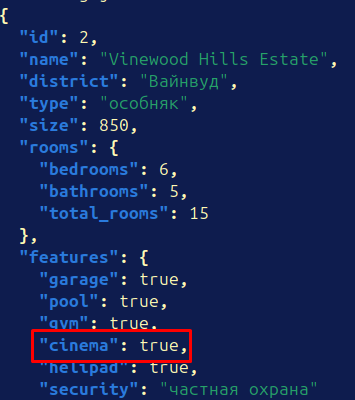 {
"id": 2,
"name": "Vinewood Hills Estate",
"district": "Вайнвуд",
"type": "особняк",
"size": 850,
"rooms": {
"bedrooms": 6,
"bathrooms": 5,
"total_rooms": 15
},
"features": {
"garage": true,
"pool": true,
"gym": true,
"cinema": true,
"helipad": true,
"security": "частная охрана"